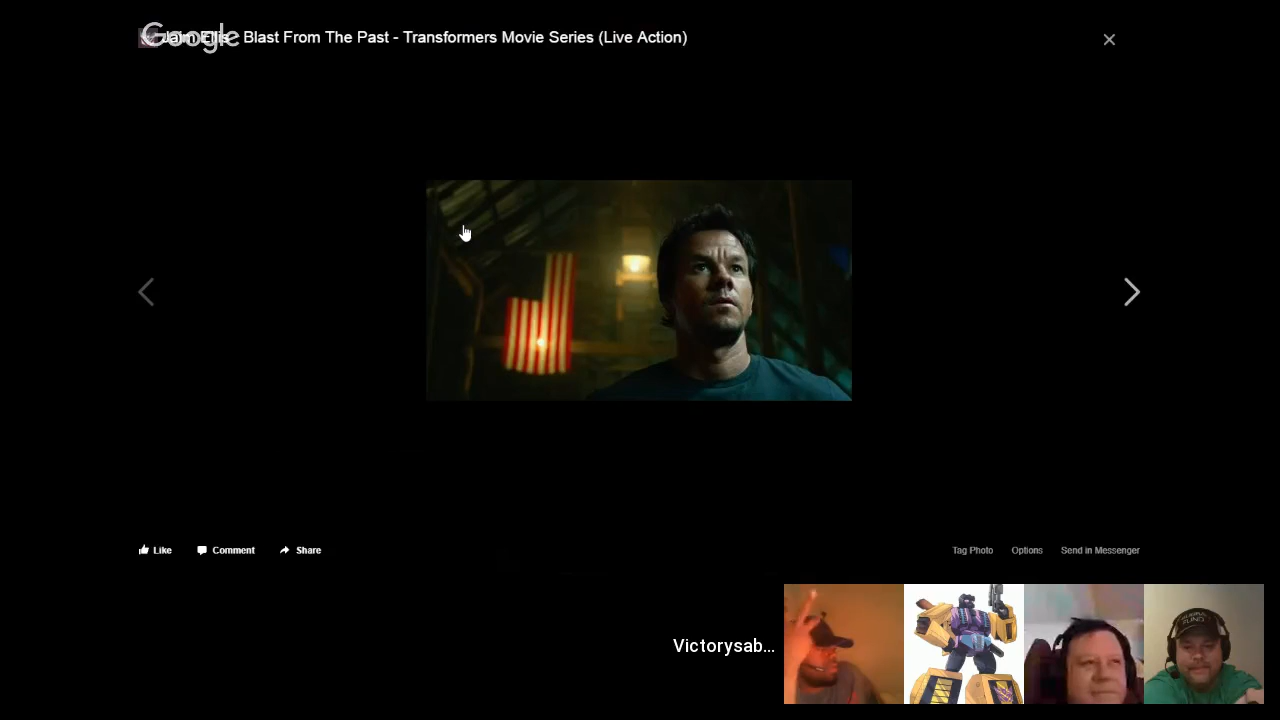 Google
Blast From The Past - Transformers Movie Series (Live Action)
Like Comment Share
Tag Photo Options Send in Messenger
Victorysab...